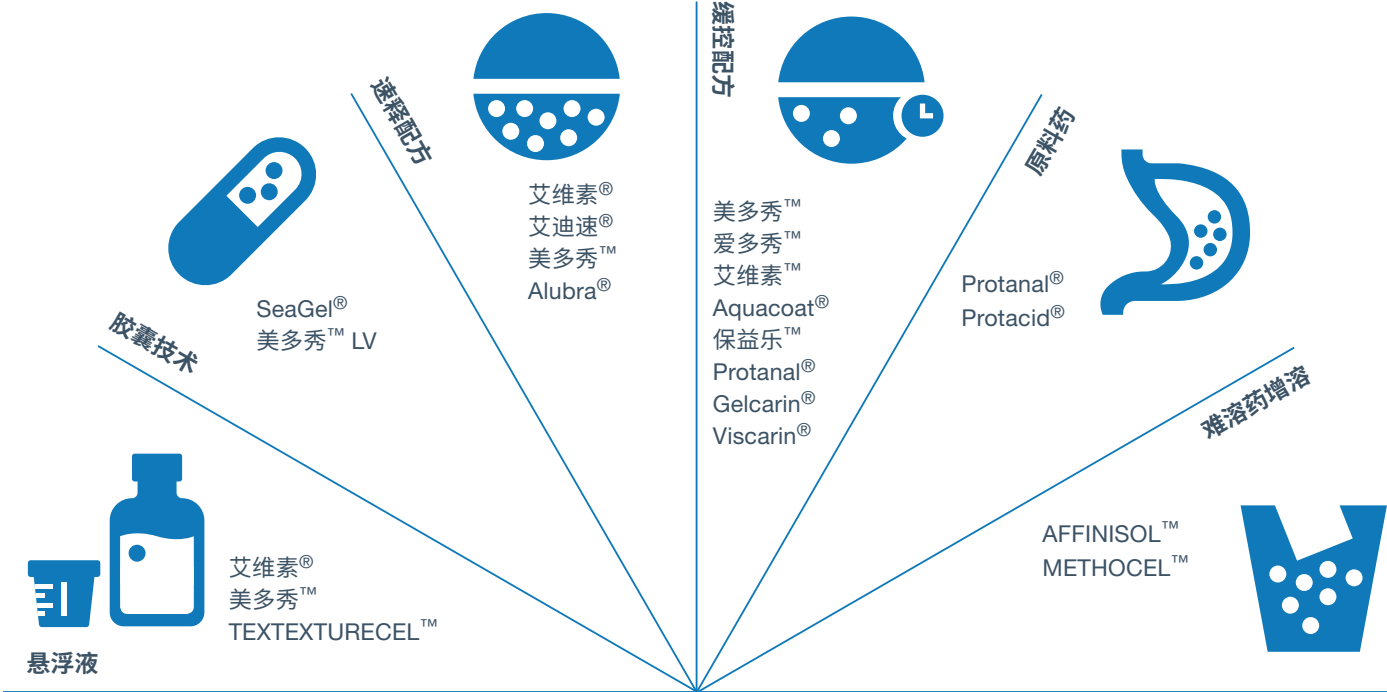 悬浮液
艾维素®
美多秀™
TEXTEXTURECEL™
胶囊技术
SeaGel®
美多秀™ LV
速释配方
艾维素®
艾迪速®
美多秀™
Alubra®
缓控配方
美多秀™
爱多秀™
艾维素™
Aquacoat®
保益乐™
Protanal®
Gelcarin®
Viscarin®
原料药
Protanal®
Protacid®
难溶药增溶
AFFINISOL™
METHOCEL™